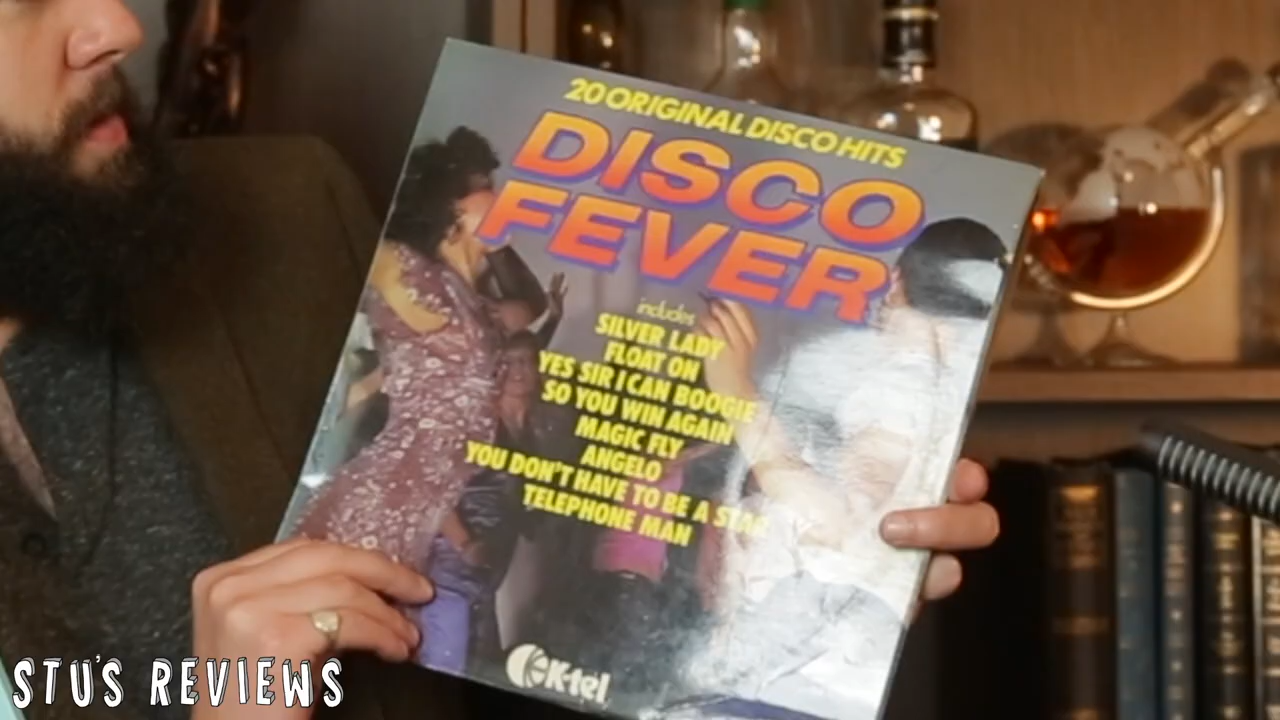 20 ORIGINAL DISCO HITS
DISCO
FEVER
includes
SILVER LADY
FLOAT ON
YES SIR I CAN BOOGIE
SO YOU WIN AGAIN
MAGIC FLY
ANGELO
YOU DON'T HAVE TO BE A STAR
TELEPHONE MAN
K-tel
STU'S REVIEWS